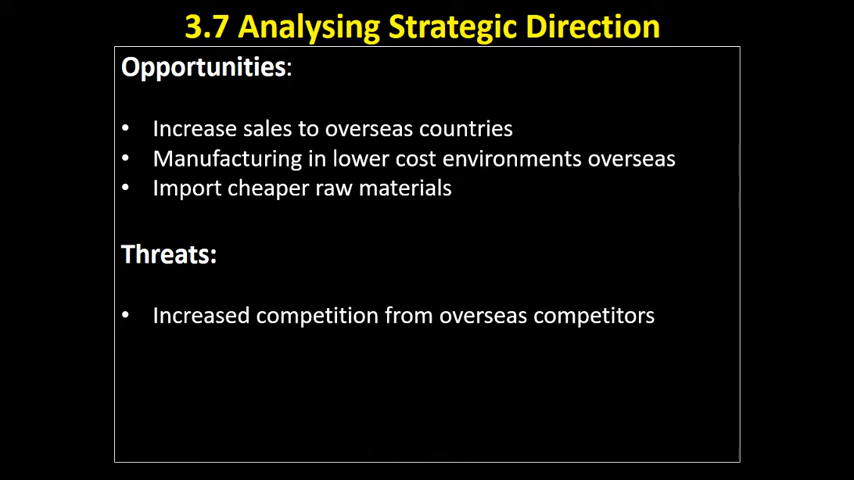 3.7 Analysing Strategic Direction
Opportunities:
• Increase sales to overseas countries
• Manufacturing in lower cost environments overseas
• Import cheaper raw materials
Threats:
• Increased competition from overseas competitors